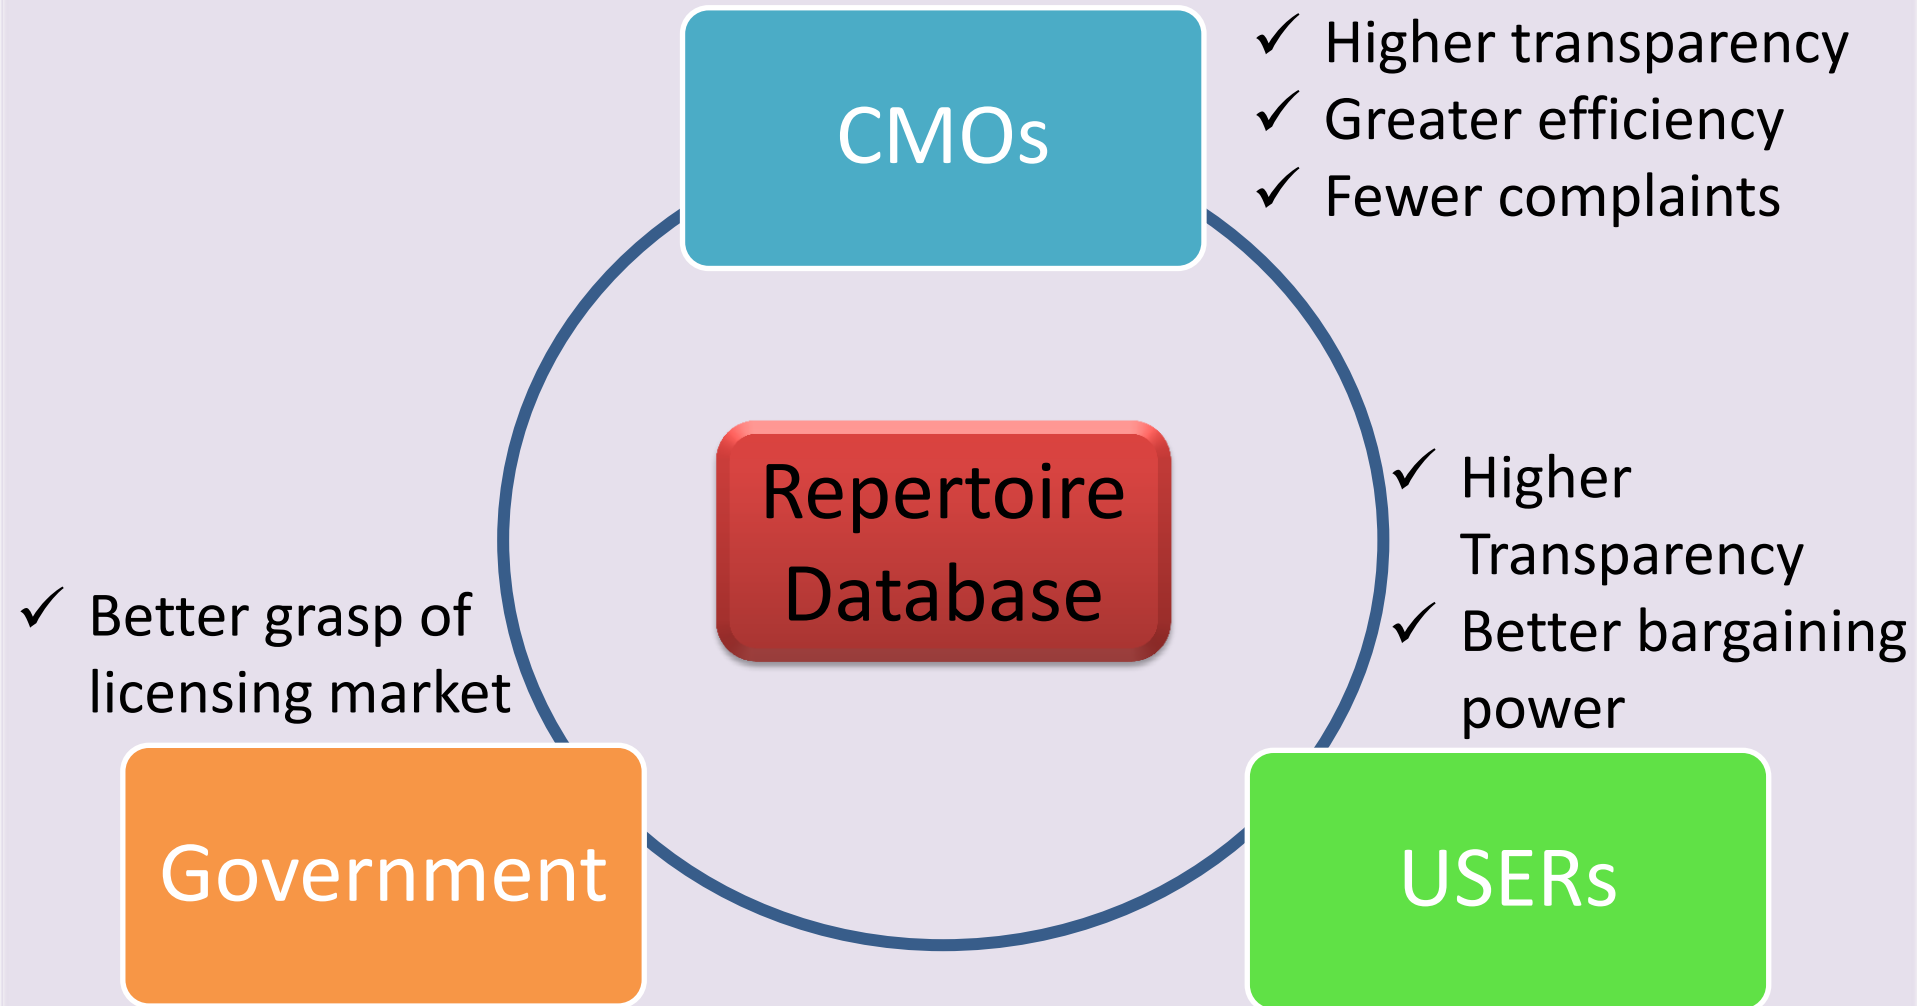 CMOs
✓ Higher transparency
✓ Greater efficiency
✓ Fewer complaints
Repertoire
Database
✓ Higher
Transparency
✓ Better bargaining
power
✓ Better grasp of
licensing market
Government
USERs